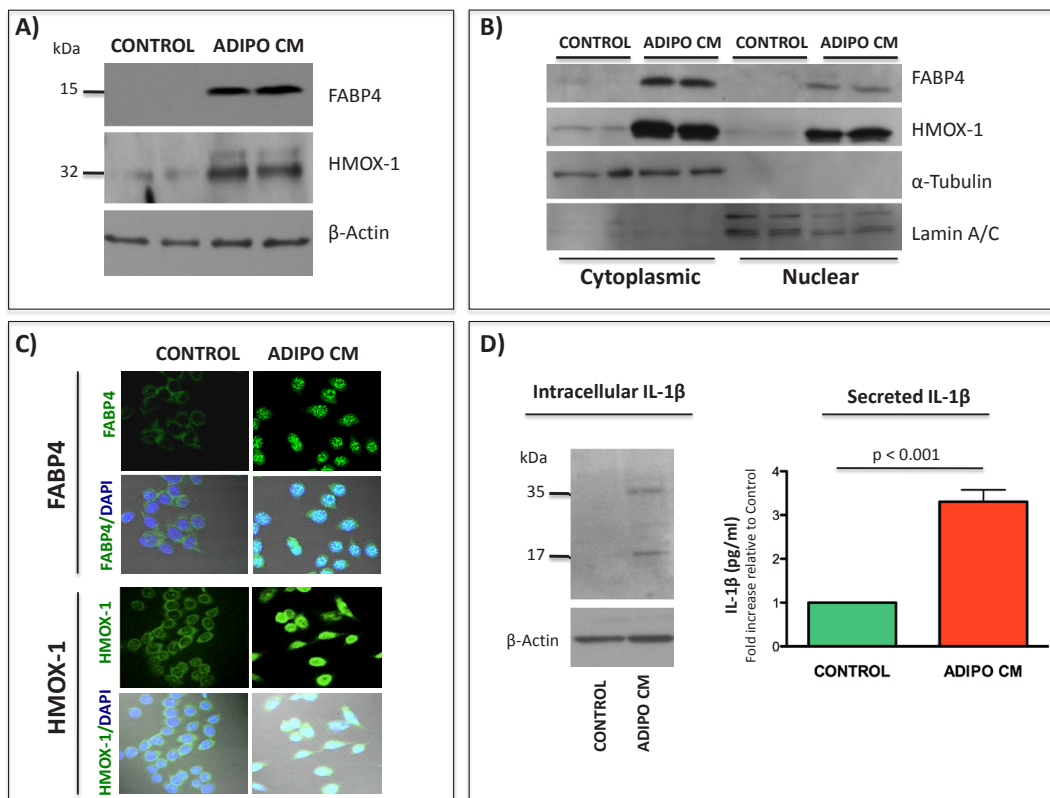 A)
kDa
CONTROL ADIPO CM
15
FABP4
32
HMOX-1
β-Actin
B)
CONTROL ADIPO CM CONTROL ADIPO CM
FABP4
HMOX-1
α-Tubulin
Lamin A/C
Cytoplasmic Nuclear
C)
CONTROL ADIPO CM
FABP4
FABP4
FABP4/DAPI
HMOX-1
HMOX-1
HMOX-1/DAPI
D)
Intracellular IL-1β
kDa
35
17
β-Actin
CONTROL
ADIPO CM
Secreted IL-1β
p < 0.001
IL-1β (pg/ml)
Fold increase relative to Control
4
3
2
1
0
CONTROL ADIPO CM